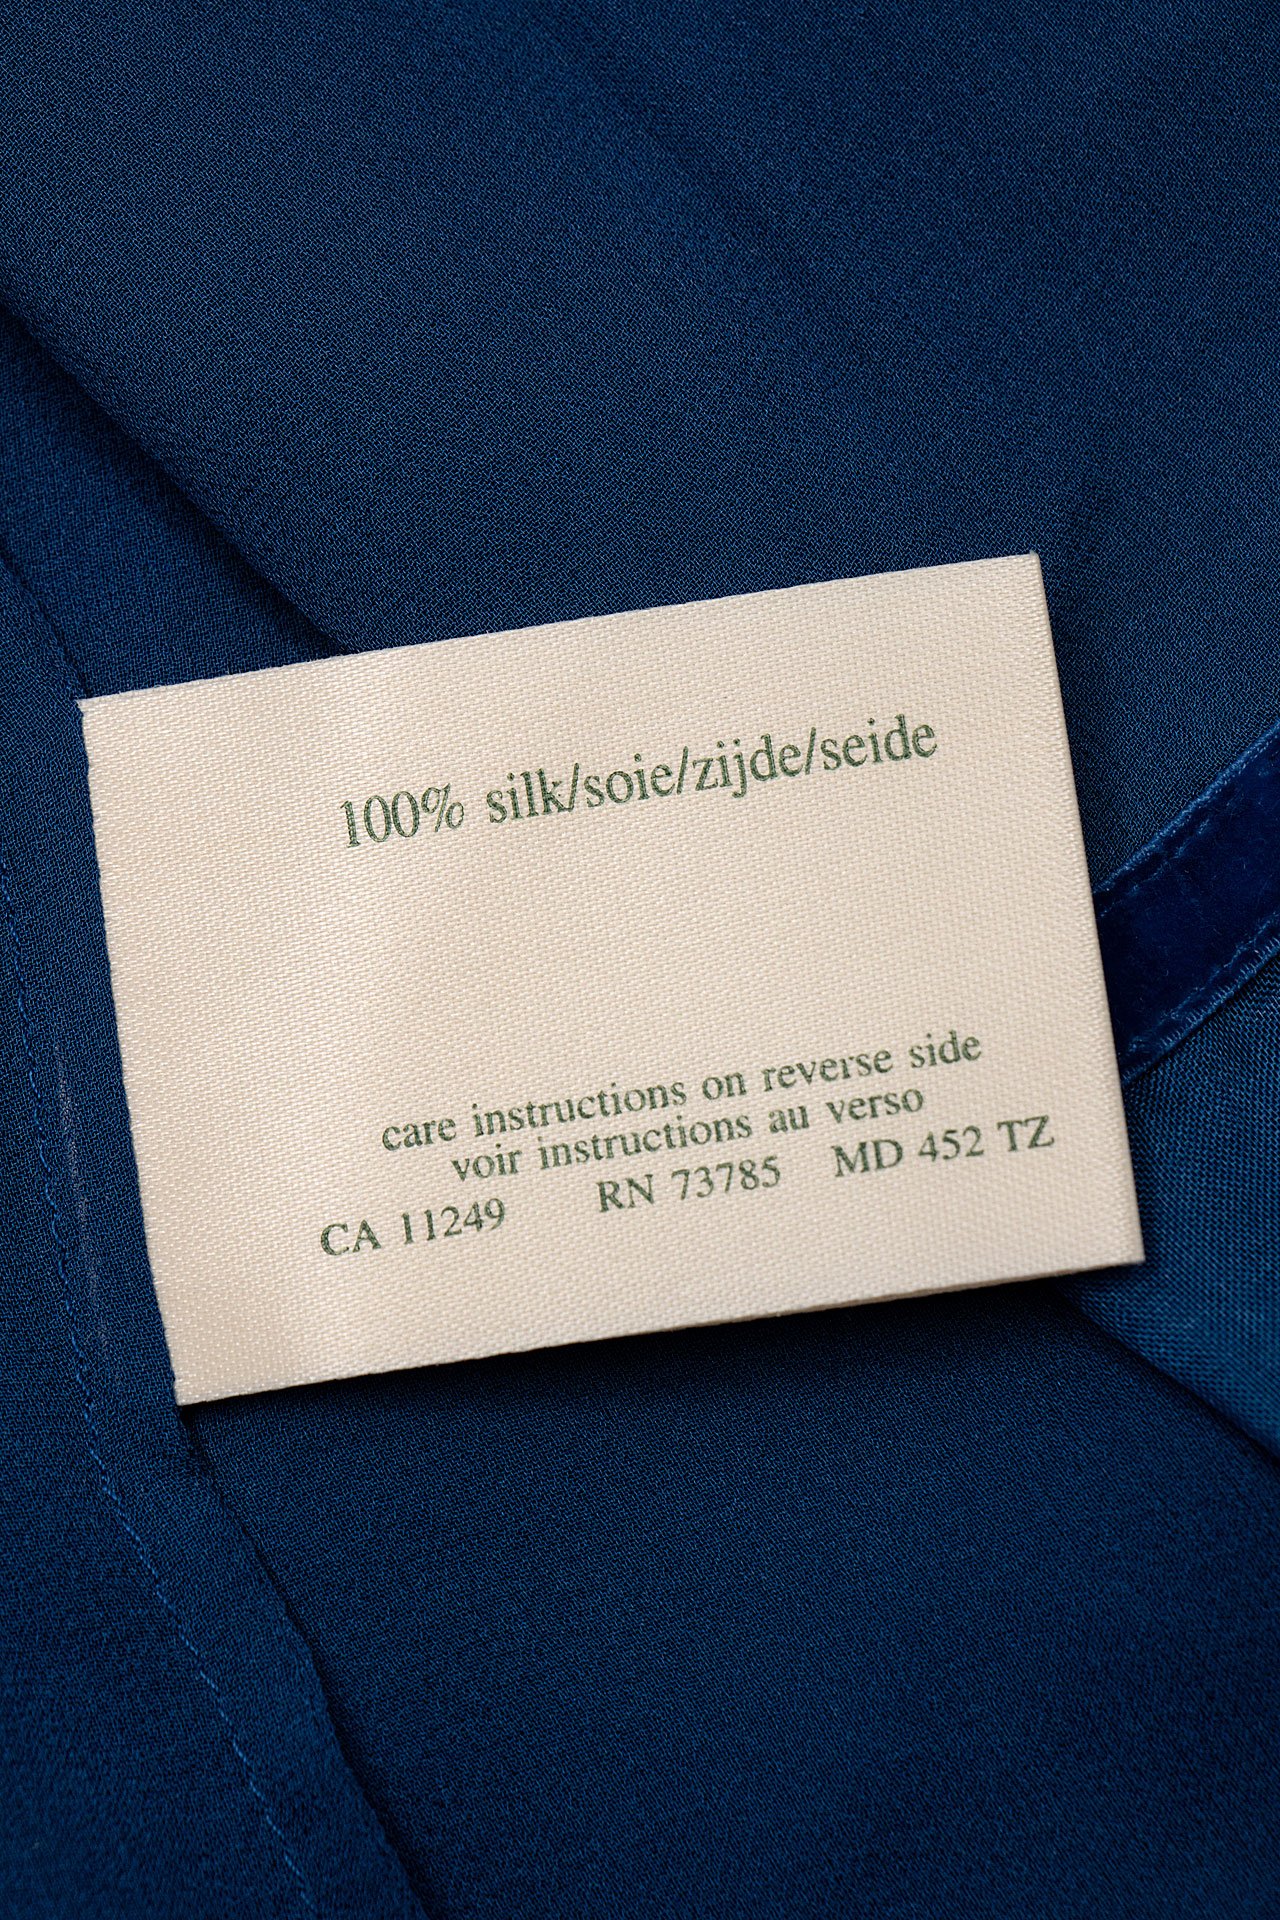 100% silk/soie/zijde/seide
care instructions on reverse side
voir instructions au verso
CA 11249 RN 73785 MD 452 TZ